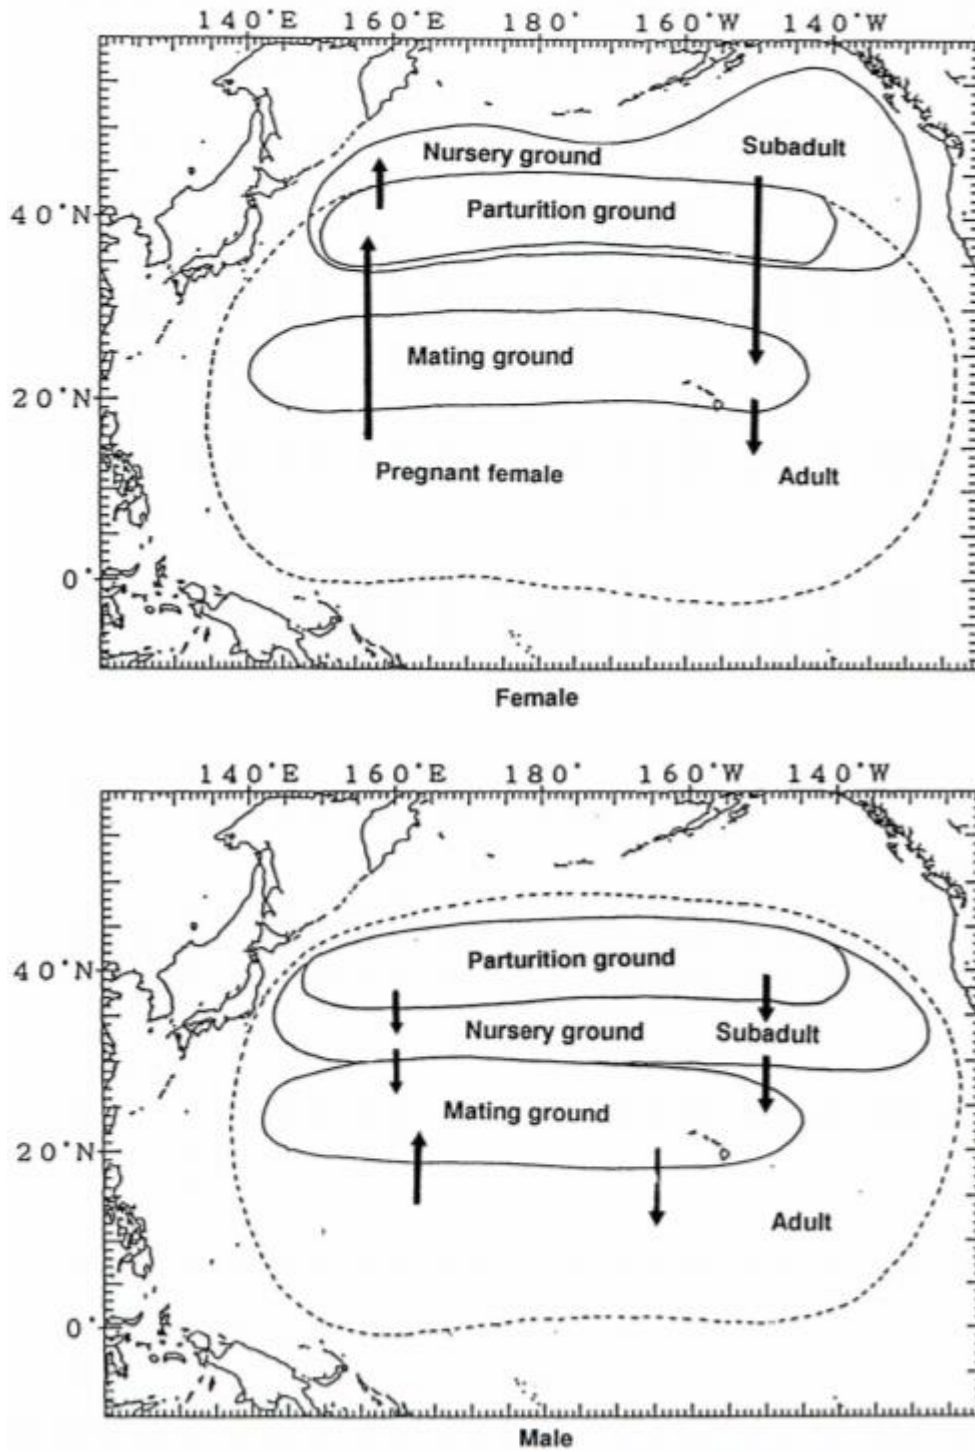 140°E 160°E 180° 160°W 140°W
Nursery ground
Subadult
40°N
Parturition ground
Mating ground
20°N
Pregnant female
Adult
0°
Female
140°E 160°E 180° 160°W 140°W
Parturition ground
40°N
Nursery ground
Subadult
Mating ground
20°N
Adult
0°
Male